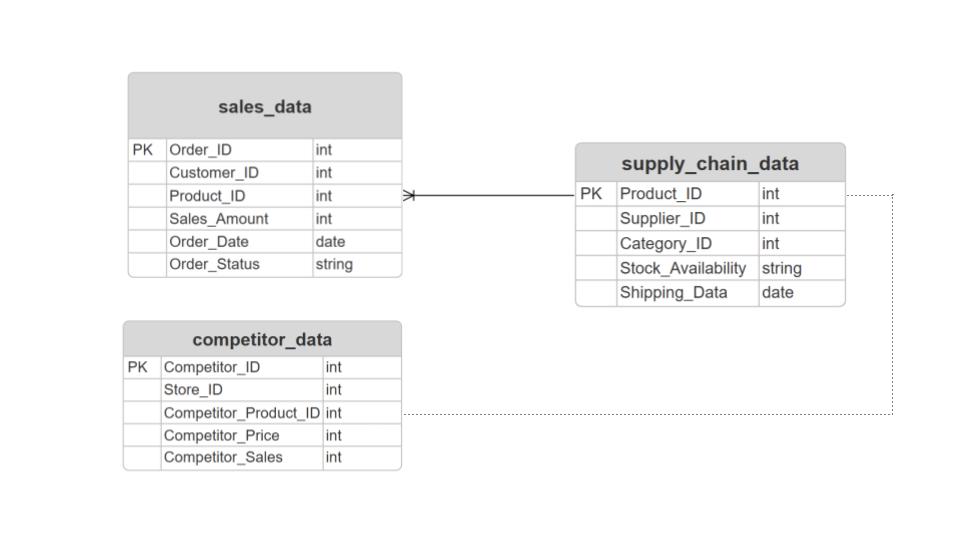 sales_data
PK Order_ID int
Customer_ID int
Product_ID int
Sales_Amount int
Order_Date date
Order_Status string
supply_chain_data
PK Product_ID int
Supplier_ID int
Category_ID int
Stock_Availability string
Shipping_Data date
competitor_data
PK Competitor_ID int
Store_ID int
Competitor_Product_ID int
Competitor_Price int
Competitor_Sales int